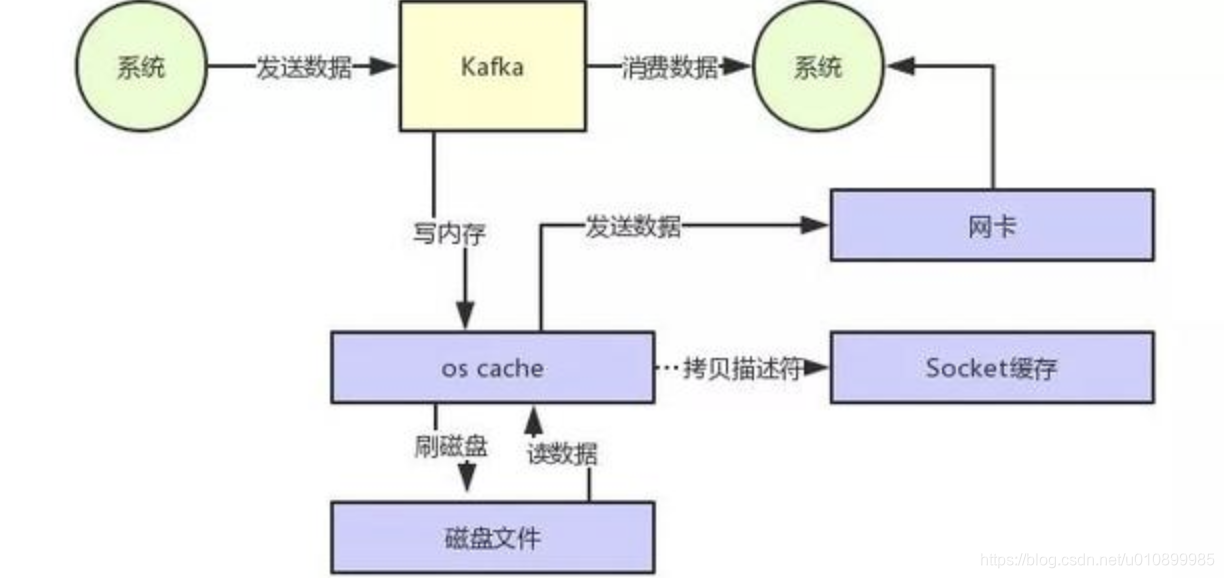 系统
发送数据
Kafka
消费数据
系统
写内存
发送数据
网卡
os cache
拷贝描述符
Socket缓存
刷磁盘
读数据
磁盘文件
https://blog.csdn.net/u010899985